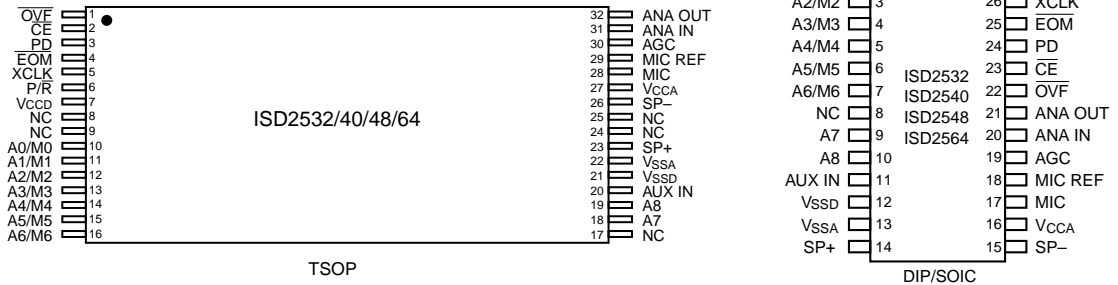 OVF 1 32 ANA OUT
CE 2 31 ANA IN
PD 3 30 AGC
EOM 4 29 MIC REF
XCLK 5 28 MIC
P/R 6 27 VCCA
VCCD 7 26 SP–
NC 8 25 NC
NC 9 24 NC
A0/M0 10 23 SP+
A1/M1 11 22 VSSA
A2/M2 12 21 VSSD
A3/M3 13 20 AUX IN
A4/M4 14 19 A8
A5/M5 15 18 A7
A6/M6 16 17 NC
ISD2532/40/48/64
TSOP
A2/M2 3 26 XCLK
A3/M3 4 25 EOM
A4/M4 5 24 PD
A5/M5 6 23 CE
A6/M6 7 22 OVF
NC 8 21 ANA OUT
A7 9 20 ANA IN
A8 10 19 AGC
AUX IN 11 18 MIC REF
VSSD 12 17 MIC
VSSA 13 16 VCCA
SP+ 14 15 SP–
ISD2532
ISD2540
ISD2548
ISD2564
DIP/SOIC